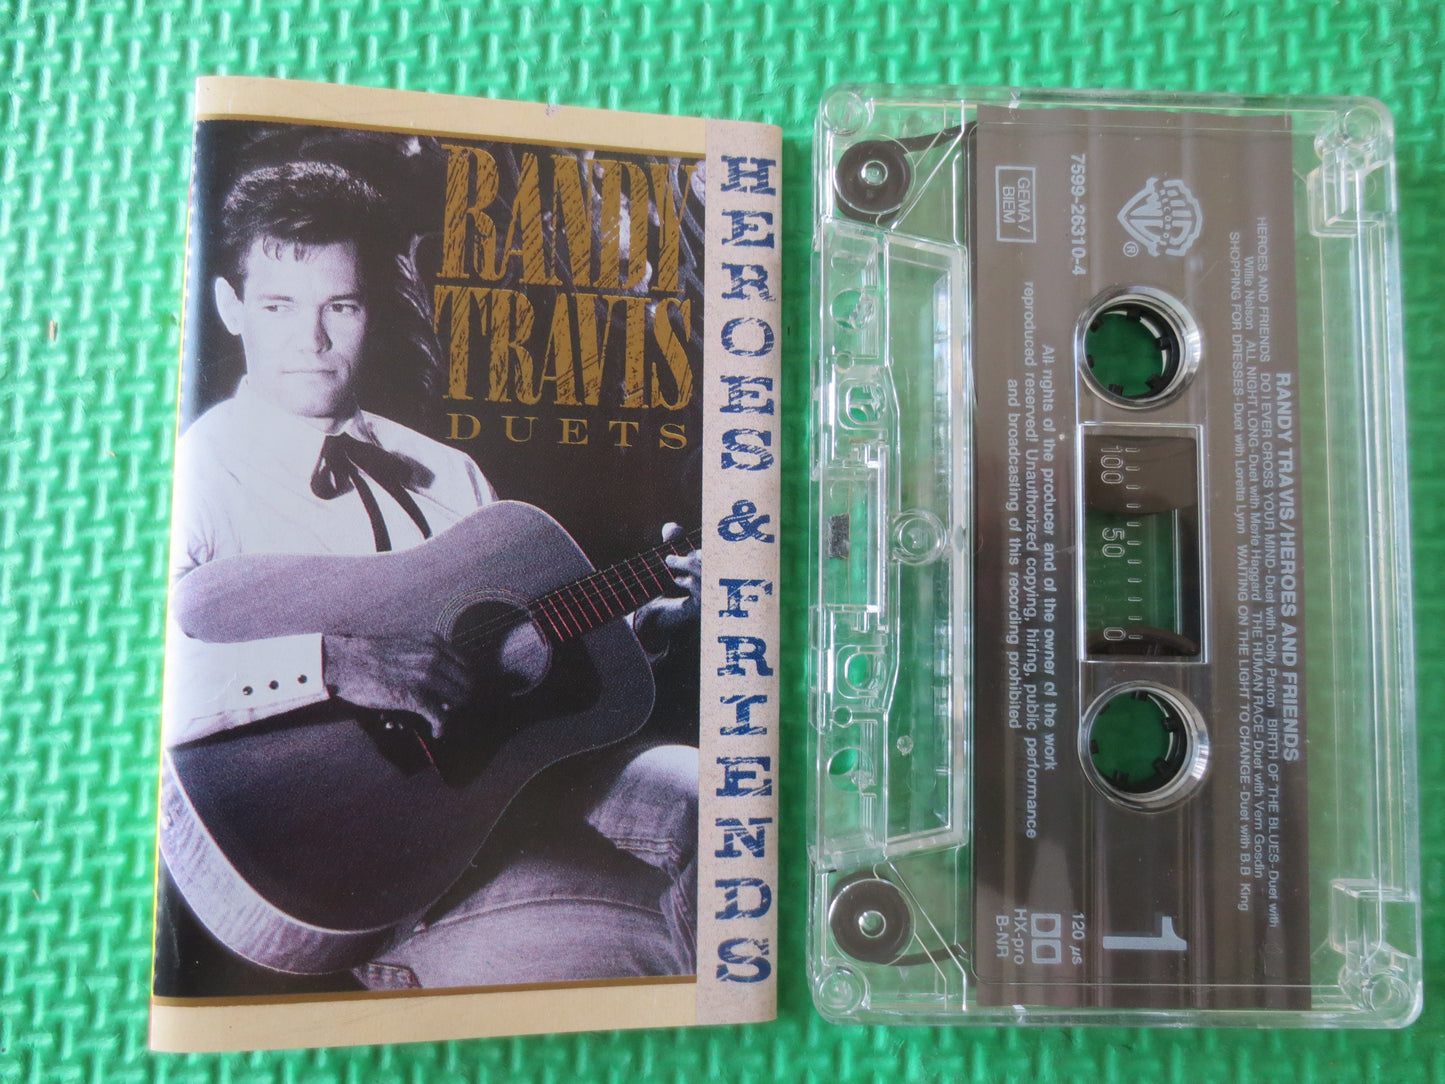 RANDY
TRAVIS
DUETS
HEROES & FRIENDS
RANDY TRAVIS/HEROES AND FRIENDS
HEROES AND FRIENDS DO I EVER CROSS YOUR MIND-Duet with Dolly Parton BIRTH OF THE BLUES-Duet with
Willie Nelson ALL NIGHT LONG-Duet with Merle Haggard THE HUMAN RACE-Duet with Vern Gosdin
SHOPPING FOR DRESSES-Duet with Loretta Lynn WAITING ON THE LIGHT TO CHANGE-Duet with B.B King
RECORDS
®
1
100 50 0
7599-26310-4
GEMA/
BIEM
All rights of the producer and of the owner of the work
reproduced reserved! Unauthorized copying, hiring, public performance
and broadcasting of this recording prohibited
120 µs
HX-pro
B-NR